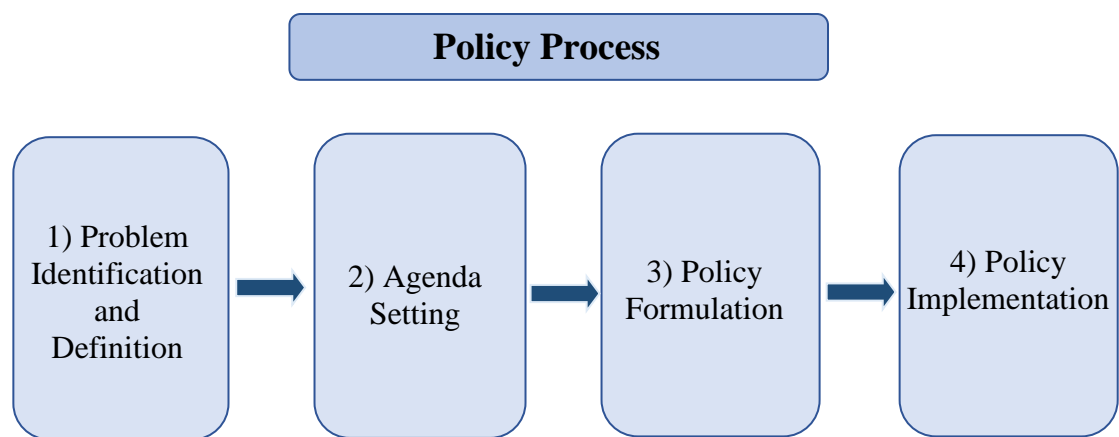 Policy Process
1) Problem
Identification
and
Definition
2) Agenda
Setting
3) Policy
Formulation
4) Policy
Implementation